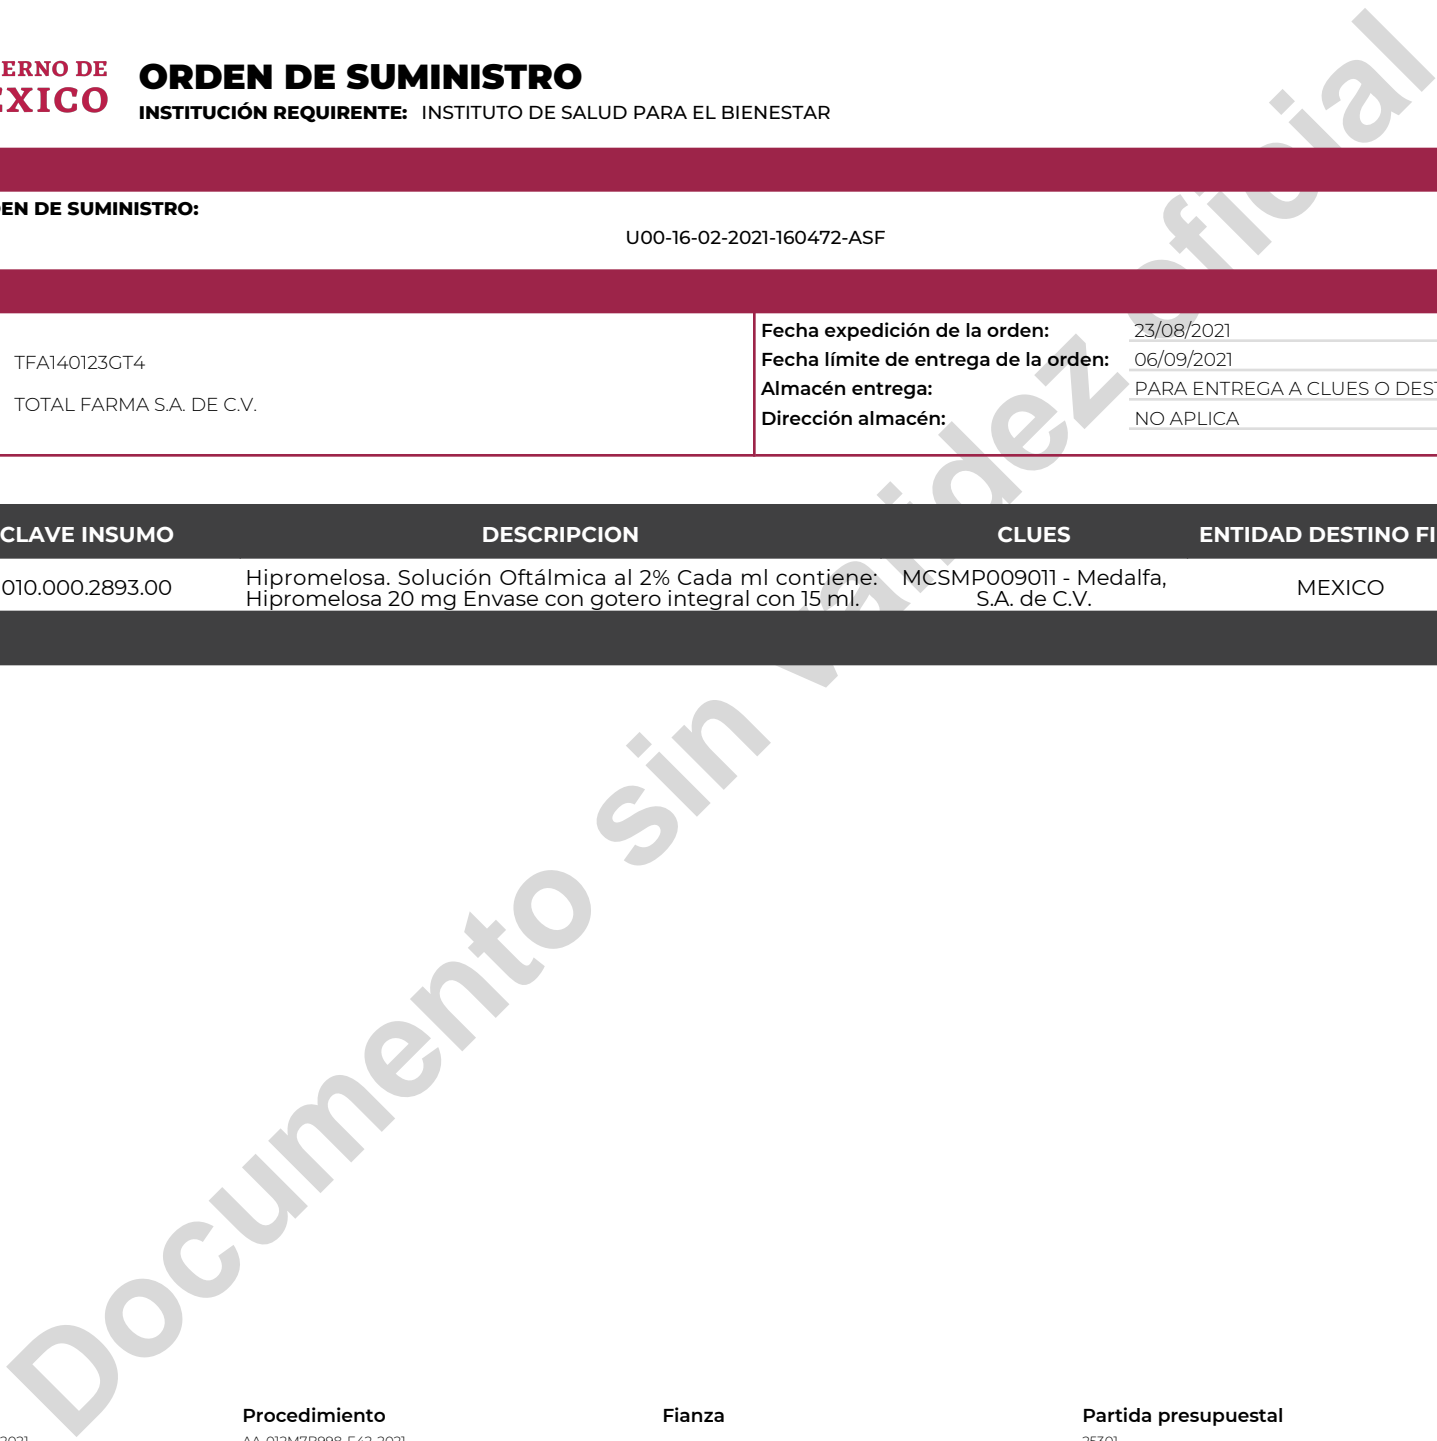 ERNO DE
XICO
ORDEN DE SUMINISTRO
INSTITUCIÓN REQUIRENTE: INSTITUTO DE SALUD PARA EL BIENESTAR
EN DE SUMINISTRO:
U00-16-02-2021-160472-ASF
TFA140123GT4
TOTAL FARMA S.A. DE C.V.
Fecha expedición de la orden: 23/08/2021
Fecha límite de entrega de la orden: 06/09/2021
Almacén entrega: PARA ENTREGA A CLUES O DEST
Dirección almacén: NO APLICA
CLAVE INSUMO DESCRIPCION CLUES ENTIDAD DESTINO FI
010.000.2893.00 Hipromelosa. Solución Oftálmica al 2% Cada ml contiene: Hipromelosa 20 mg Envase con gotero integral con 15 ml. MCSMP009011 - Medalfa, S.A. de C.V. MEXICO
Documento sin validez oficial
Procedimiento Fianza Partida presupuestal